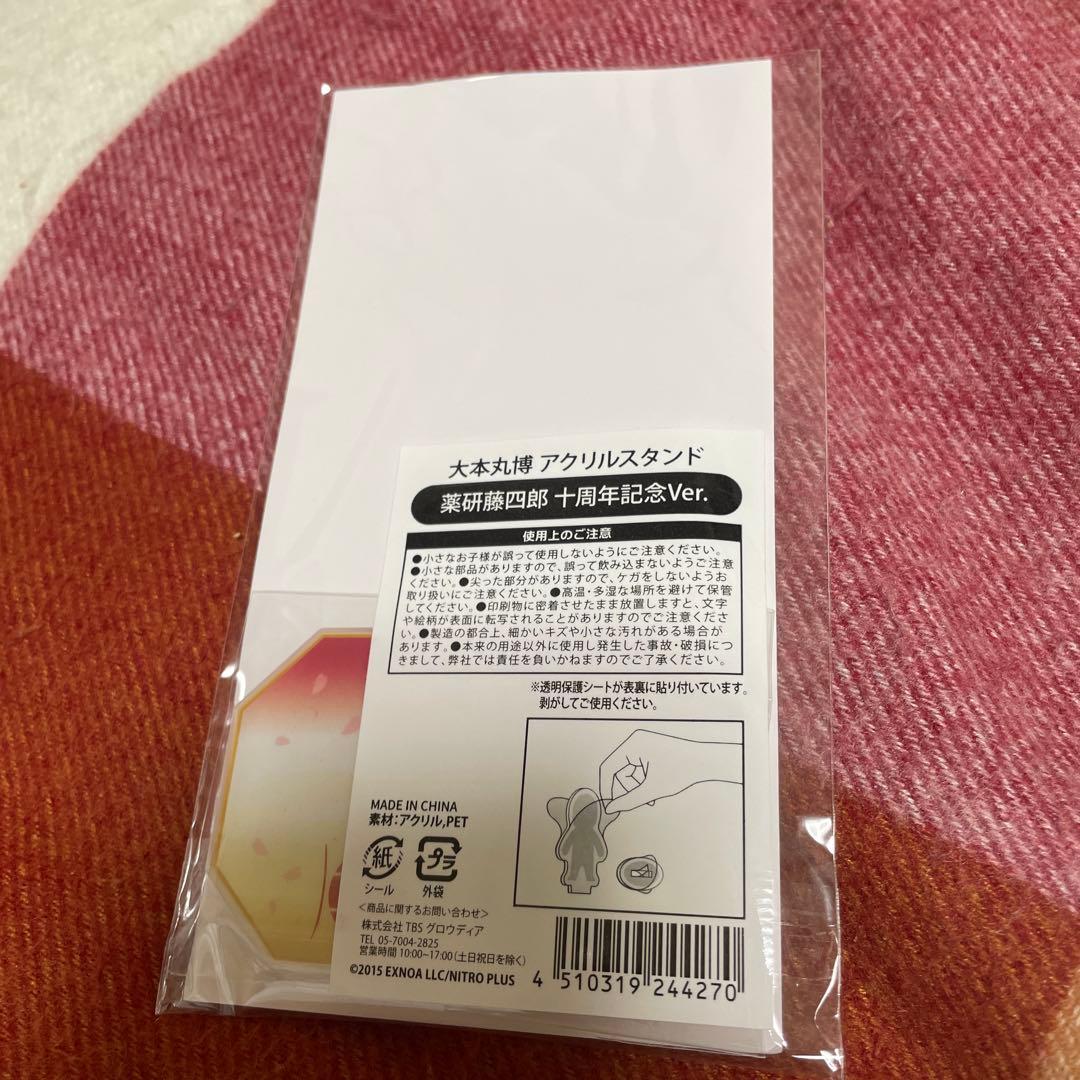 大本丸博 アクリルスタンド
薬研藤四郎 十周年記念Ver.
使用上のご注意
●小さなお子様が誤って使用しないようにご注意ください。
●小さな部品がありますので、誤って飲み込まないようご注意
ください。●尖った部分がありますので、ケガをしないようお
取り扱いにご注意ください。●高温・多湿な場所を避けて保管
してください。●印刷物に密着させたまま放置しますと、文字
や絵柄が表面に転写されることがありますのでご注意くださ
い。●製造の都合上、細かいキズや小さな汚れがある場合が
あります。●本来の用途以外に使用し発生した事故・破損につ
きまして、弊社では責任を負いかねますのでご了承ください。
※透明保護シートが表裏に貼り付いています。
剥がしてご使用ください。
MADE IN CHINA
素材:アクリル,PET
紙 プラ
シール 外袋
<商品に関するお問い合わせ>
株式会社 TBS グロウディア
TEL 05-7004-2825
営業時間 10:00~17:00(土日祝日を除く)
©2015 EXNOA LLC/NITRO PLUS
4 510319 244270